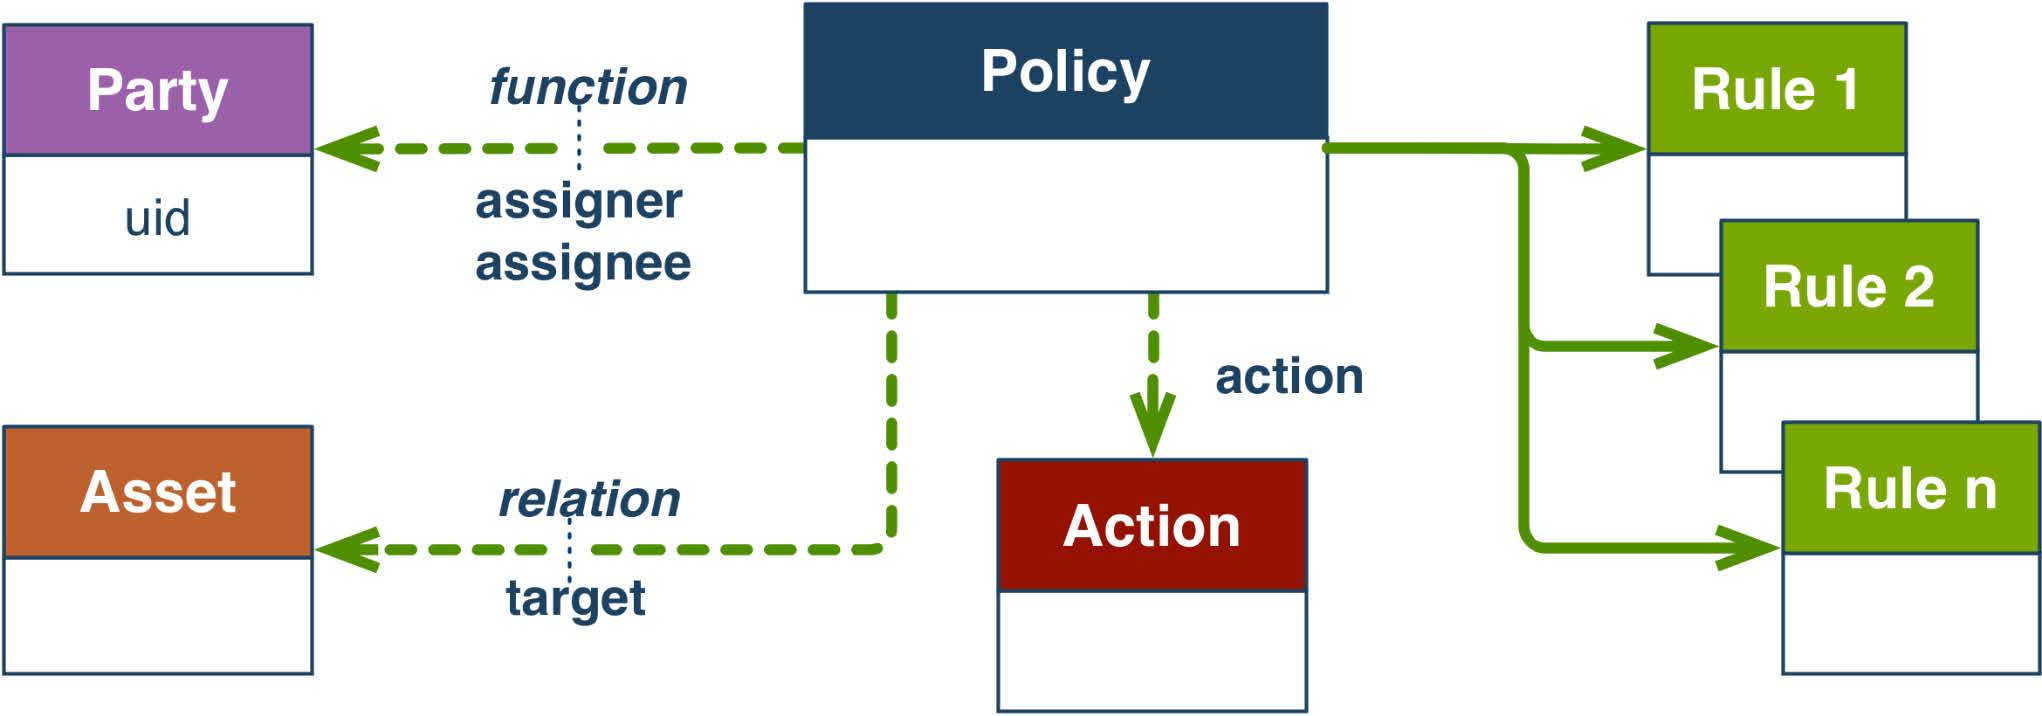 Party
uid
function
assigner
assignee
Policy
Rule 1
Rule 2
Rule n
action
Action
Asset
relation
target